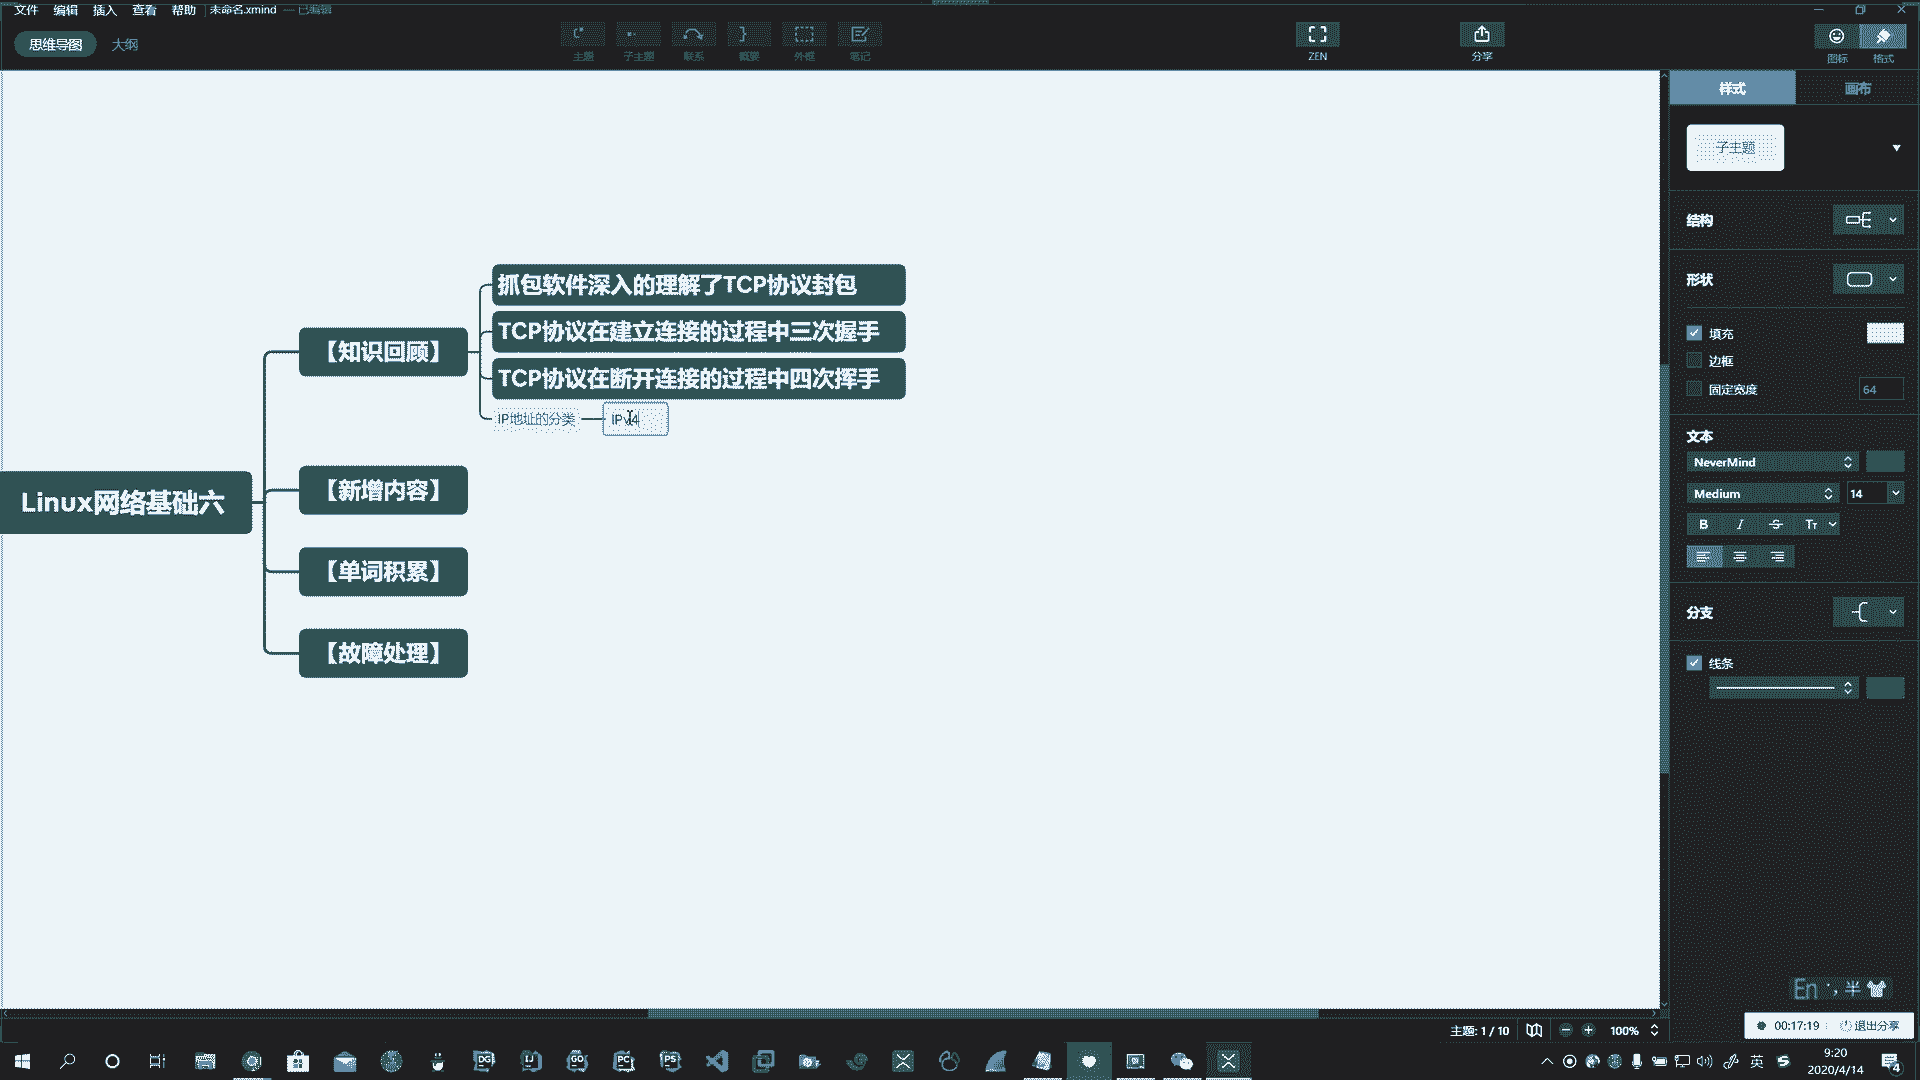 文件 编辑 插入 查看 帮助 未命名.xmind — 已编辑
思维导图 大纲
主题 子主题 联系 概要 外框 笔记
ZEN
分享
图标 格式
样式 画布
子主题
结构
形状
填充
边框
固定宽度 64
文本
NeverMind
Medium 14
B I S Tт
分支
线条
Linux网络基础六
【知识回顾】
抓包软件深入的理解了TCP协议封包
TCP协议在建立连接的过程中三次握手
TCP协议在断开连接的过程中四次挥手
IP地址的分类
IPV4
【新增内容】
【单词积累】
【故障处理】
En 半
主题: 1 / 10 100%
00:17:19 退出分享
DG IJ GO PC PS
英
9:20
2020/4/14
4